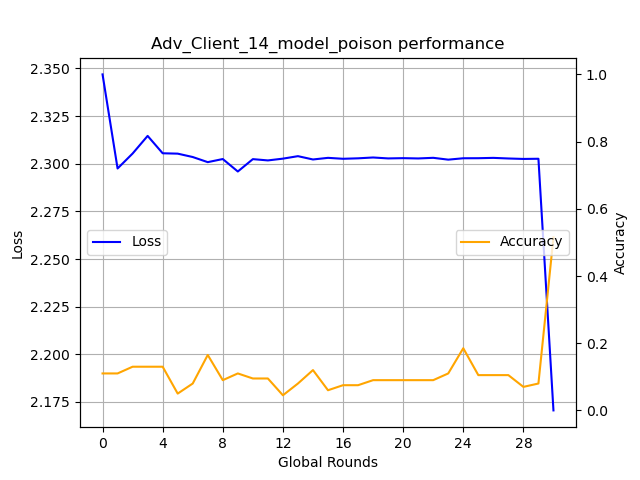 Adv_Client_14_model_poison performance
2.350
2.325
2.300
2.275
2.250
2.225
2.200
2.175
Loss
Loss
Accuracy
1.0
0.8
0.6
0.4
0.2
0.0
Accuracy
0 4 8 12 16 20 24 28
Global Rounds